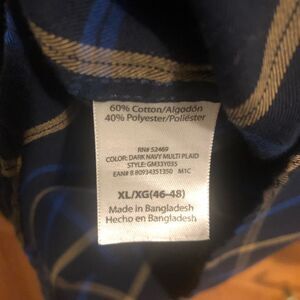 60% Cotton/Algodón
40% Polyester/Poliéster
RN# 52469
COLOR: DARK NAVY MULTI PLAID
STYLE: GM33Y035
EAN# 8 80934351350 M1C
XL/XG(46-48)
Made in Bangladesh
Hecho en Bangladesh